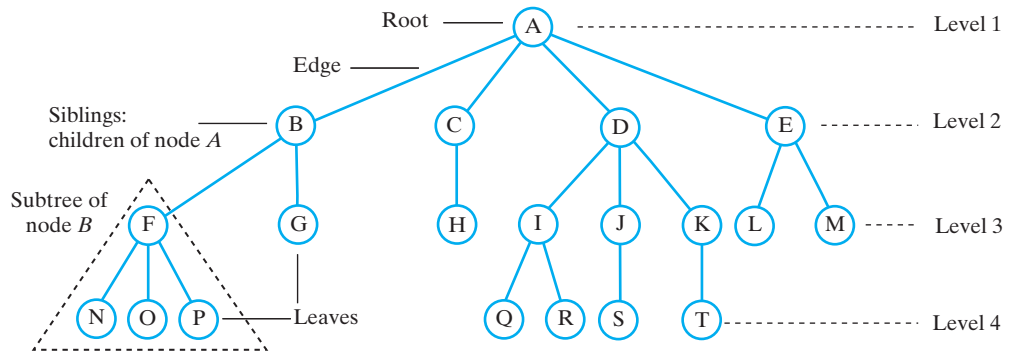 Root
A
Level 1
Edge
Siblings:
children of node A
B
C
D
E
Level 2
Subtree of
node B
F
G
H
I
J
K
L
M
Level 3
N
O
P
Leaves
Q
R
S
T
Level 4